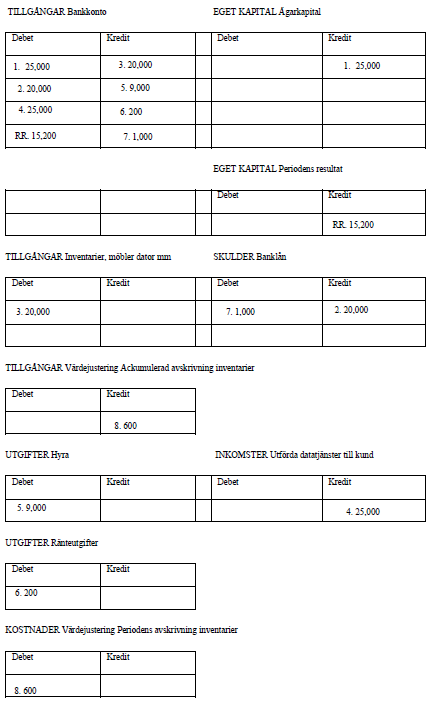 TILLGÅNGAR Bankkonto EGET KAPITAL Ägarkapital
Debet Kredit Debet Kredit
1. 25,000 3. 20,000 1. 25,000
2. 20,000 5. 9,000
4. 25,000 6. 200
RR. 15,200 7. 1,000
EGET KAPITAL Periodens resultat
Debet Kredit
RR. 15,200
TILLGÅNGAR Inventarier, möbler dator mm SKULDER Banklån
Debet Kredit Debet Kredit
3. 20,000 7. 1,000 2. 20,000
TILLGÅNGAR Värdejustering Ackumulerad avskrivning inventarier
Debet Kredit
8. 600
UTGIFTER Hyra INKOMSTER Utförda datatjänster till kund
Debet Kredit Debet Kredit
5. 9,000 4. 25,000
UTGIFTER Ränteutgifter
Debet Kredit
6. 200
KOSTNADER Värdejustering Periodens avskrivning inventarier
Debet Kredit
8. 600